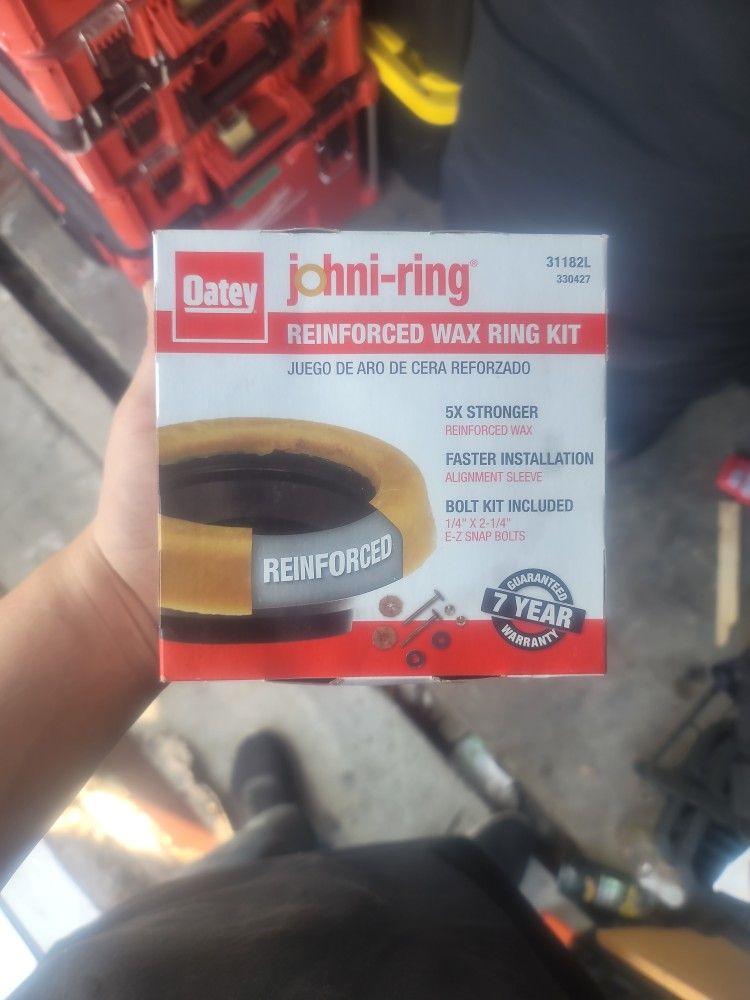 Oatey
johni-ring®
31182L
330427
REINFORCED WAX RING KIT
JUEGO DE ARO DE CERA REFORZADO
5X STRONGER
REINFORCED WAX
FASTER INSTALLATION
ALIGNMENT SLEEVE
BOLT KIT INCLUDED
1/4" X 2-1/4"
E-Z SNAP BOLTS
REINFORCED
GUARANTEED
7 YEAR
WARRANTY